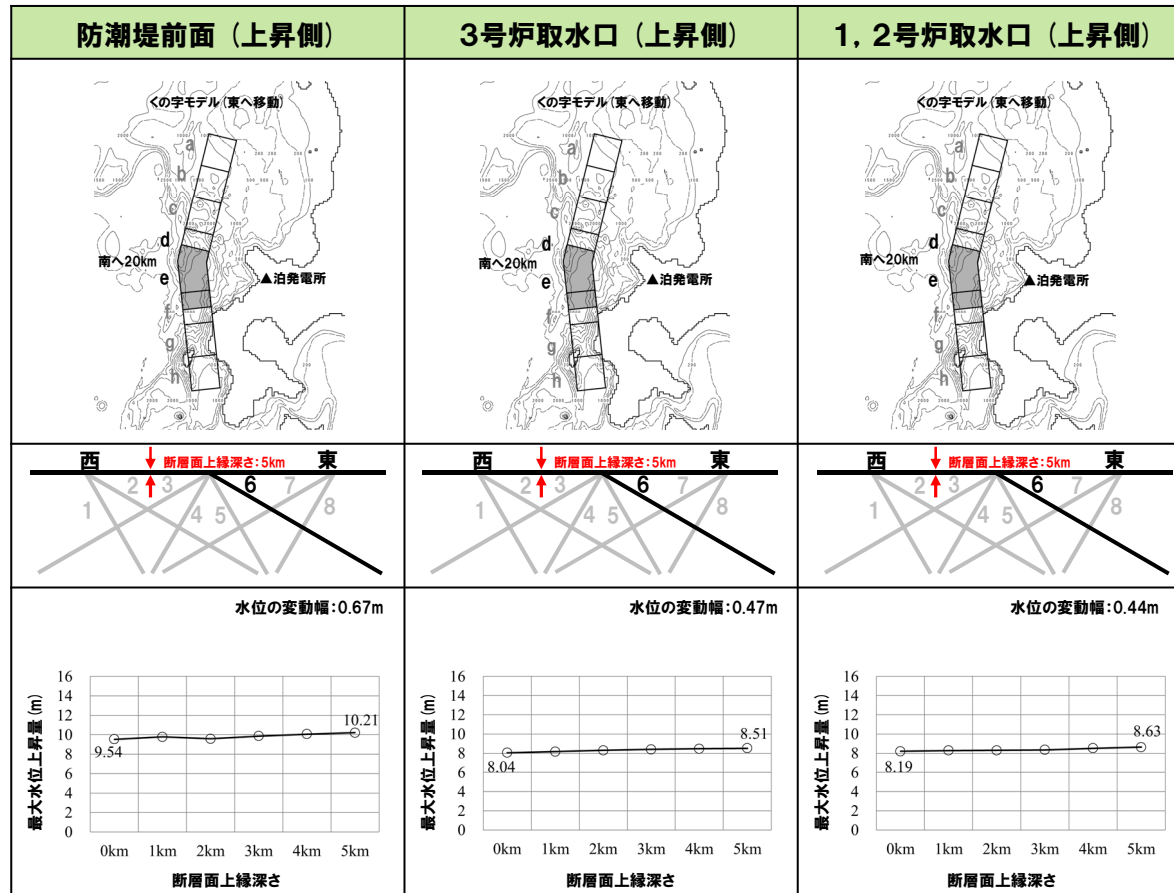 防潮堤前面（上昇側）
くの字モデル（東へ移動）
a
b
c
d
南へ20km
e
▲泊発電所
f
g
h
西
断層面上縁深さ：5km
東
1
2
3
4
5
6
7
8
水位の変動幅：0.67m
最大水位上昇量（m）
16
14
12
10
8
6
4
2
0
9.54
10.21
0km 1km 2km 3km 4km 5km
断層面上縁深さ
3号炉取水口（上昇側）
くの字モデル（東へ移動）
a
b
c
d
南へ20km
e
▲泊発電所
f
g
h
西
断層面上縁深さ：5km
東
1
2
3
4
5
6
7
8
水位の変動幅：0.47m
最大水位上昇量（m）
16
14
12
10
8
6
4
2
0
8.04
8.51
0km 1km 2km 3km 4km 5km
断層面上縁深さ
1，2号炉取水口（上昇側）
くの字モデル（東へ移動）
a
b
c
d
南へ20km
e
▲泊発電所
f
g
h
西
断層面上縁深さ：5km
東
1
2
3
4
5
6
7
8
水位の変動幅：0.44m
最大水位上昇量（m）
16
14
12
10
8
6
4
2
0
8.19
8.63
0km 1km 2km 3km 4km 5km
断層面上縁深さ